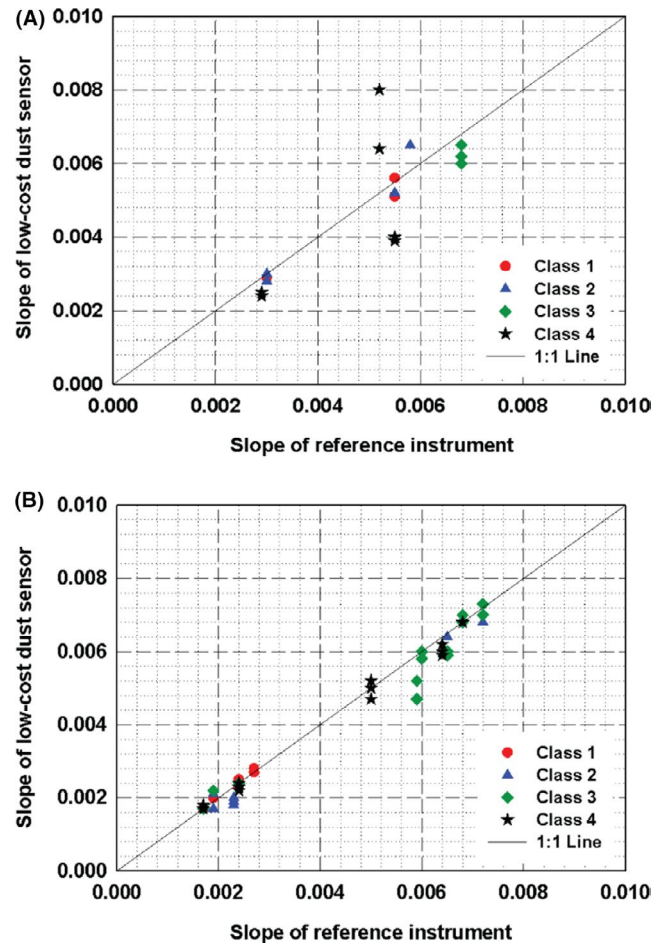 (A)
0.010
0.008
0.006
0.004
0.002
0.000
Slope of low-cost dust sensor
Class 1
Class 2
Class 3
Class 4
1:1 Line
0.000 0.002 0.004 0.006 0.008 0.010
Slope of reference instrument
(B)
0.010
0.008
0.006
0.004
0.002
0.000
Slope of low-cost dust sensor
Class 1
Class 2
Class 3
Class 4
1:1 Line
0.000 0.002 0.004 0.006 0.008 0.010
Slope of reference instrument